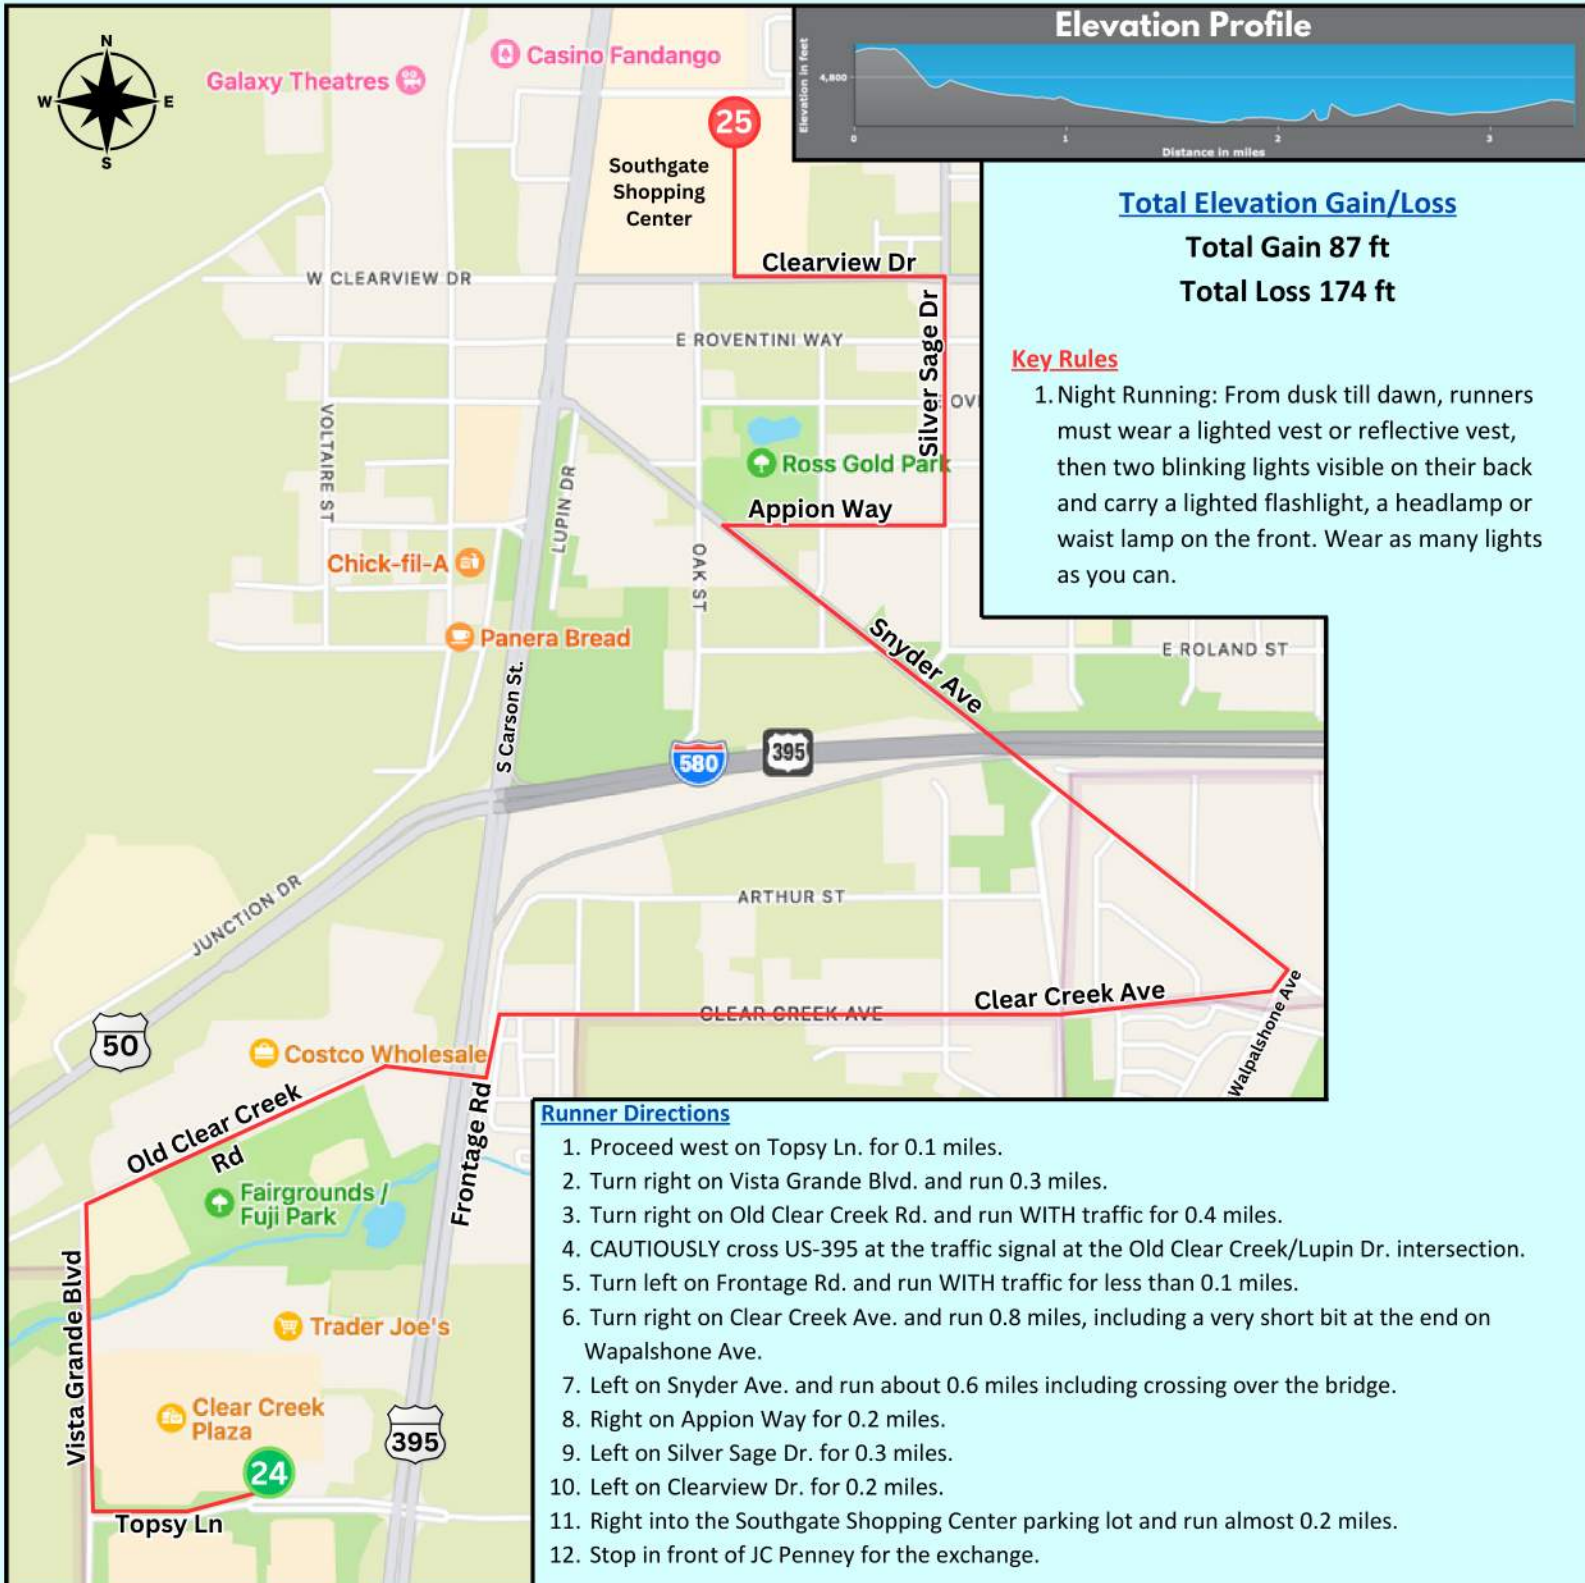 Elevation Profile
Elevation in feet
4,800
0
1
2
3
Distance in miles
N
W
E
S
Galaxy Theatres
Casino Fandango
25
Southgate
Shopping
Center
Clearview Dr
W CLEARVIEW DR
E ROVENTINI WAY
Silver Sage Dr
VOLTAIRE ST
LUPIN DR
Ross Gold Park
Appion Way
Chick-fil-A
OAK ST
Panera Bread
S Carson St.
Snyder Ave
E ROLAND ST
580
395
JUNCTION DR
ARTHUR ST
Clear Creek Ave
CLEAR CREEK AVE
Walpalshone Ave
50
Costco Wholesale
Old Clear Creek
Rd
Frontage Rd
Fairgrounds /
Fuji Park
Vista Grande Blvd
Trader Joe's
Clear Creek
Plaza
395
24
Topsy Ln
Total Elevation Gain/Loss
Total Gain 87 ft
Total Loss 174 ft
Key Rules
1. Night Running: From dusk till dawn, runners
must wear a lighted vest or reflective vest,
then two blinking lights visible on their back
and carry a lighted flashlight, a headlamp or
waist lamp on the front. Wear as many lights
as you can.
Runner Directions
1. Proceed west on Topsy Ln. for 0.1 miles.
2. Turn right on Vista Grande Blvd. and run 0.3 miles.
3. Turn right on Old Clear Creek Rd. and run WITH traffic for 0.4 miles.
4. CAUTIOUSLY cross US-395 at the traffic signal at the Old Clear Creek/Lupin Dr. intersection.
5. Turn left on Frontage Rd. and run WITH traffic for less than 0.1 miles.
6. Turn right on Clear Creek Ave. and run 0.8 miles, including a very short bit at the end on
Wapalshone Ave.
7. Left on Snyder Ave. and run about 0.6 miles including crossing over the bridge.
8. Right on Appion Way for 0.2 miles.
9. Left on Silver Sage Dr. for 0.3 miles.
10. Left on Clearview Dr. for 0.2 miles.
11. Right into the Southgate Shopping Center parking lot and run almost 0.2 miles.
12. Stop in front of JC Penney for the exchange.